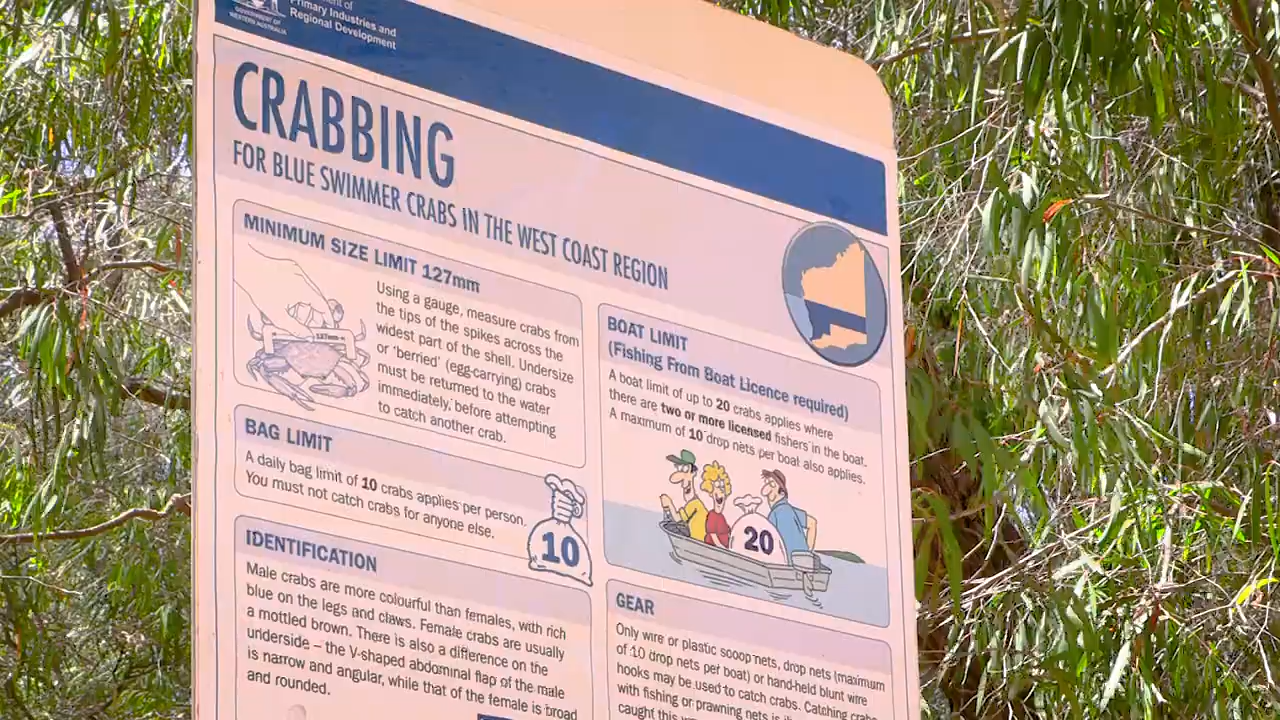 Primary Industries and
Regional Development
GOVERNMENT OF
WESTERN AUSTRALIA
CRABBING
FOR BLUE SWIMMER CRABS IN THE WEST COAST REGION
MINIMUM SIZE LIMIT 127mm
Using a gauge, measure crabs from
the tips of the spikes across the
widest part of the shell. Undersize
or ‘berried’ (egg-carrying) crabs
must be returned to the water
immediately, before attempting
to catch another crab.
BAG LIMIT
A daily bag limit of 10 crabs applies per person.
You must not catch crabs for anyone else.
10
IDENTIFICATION
Male crabs are more colourful than females, with rich
blue on the legs and claws. Female crabs are usually
a mottled brown. There is also a difference on the
underside – the V-shaped abdominal flap of the male
is narrow and angular, while that of the female is broad
and rounded.
BOAT LIMIT
(Fishing From Boat Licence required)
A boat limit of up to 20 crabs applies where
there are two or more licensed fishers in the boat.
A maximum of 10 drop nets per boat also applies.
20
GEAR
Only wire or plastic scoop nets, drop nets (maximum
of 10 drop nets per boat) or hand-held blunt wire
hooks may be used to catch crabs. Catching crabs
with fishing or prawning nets is
caught this